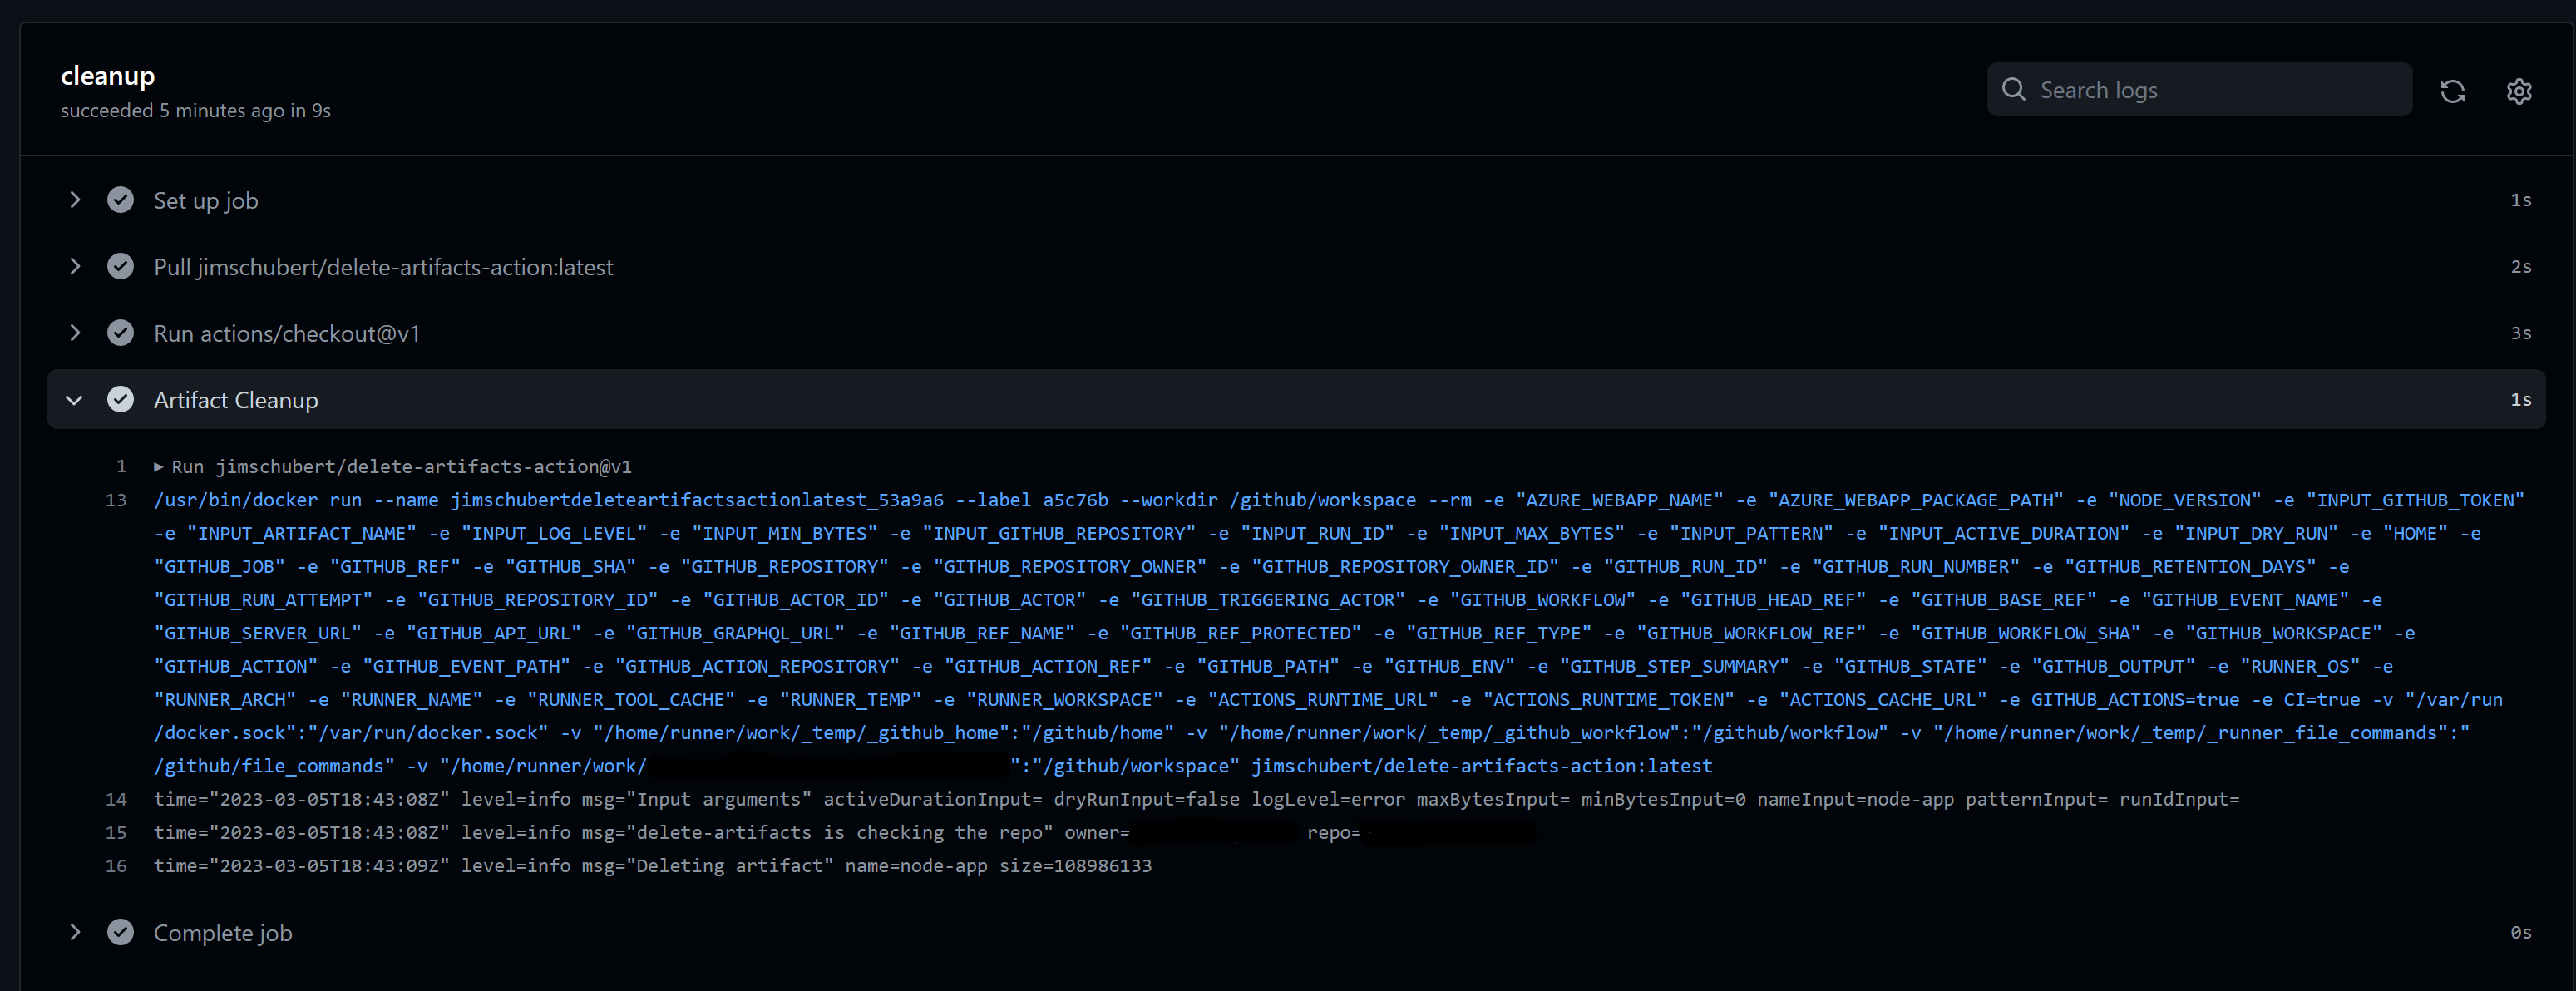 cleanup
succeeded 5 minutes ago in 9s
Search logs
Set up job 1s
Pull jimschubert/delete-artifacts-action:latest 2s
Run actions/checkout@v1 3s
Artifact Cleanup 1s
1 Run jimschubert/delete-artifacts-action@v1
13 /usr/bin/docker run --name jimschubertdeleteartifactsactionlatest_53a9a6 --label a5c76b --workdir /github/workspace --rm -e "AZURE_WEBAPP_NAME" -e "AZURE_WEBAPP_PACKAGE_PATH" -e "NODE_VERSION" -e "INPUT_GITHUB_TOKEN"
-e "INPUT_ARTIFACT_NAME" -e "INPUT_LOG_LEVEL" -e "INPUT_MIN_BYTES" -e "INPUT_GITHUB_REPOSITORY" -e "INPUT_RUN_ID" -e "INPUT_MAX_BYTES" -e "INPUT_PATTERN" -e "INPUT_ACTIVE_DURATION" -e "INPUT_DRY_RUN" -e "HOME" -e
"GITHUB_JOB" -e "GITHUB_REF" -e "GITHUB_SHA" -e "GITHUB_REPOSITORY" -e "GITHUB_REPOSITORY_OWNER" -e "GITHUB_REPOSITORY_OWNER_ID" -e "GITHUB_RUN_ID" -e "GITHUB_RUN_NUMBER" -e "GITHUB_RETENTION_DAYS" -e
"GITHUB_RUN_ATTEMPT" -e "GITHUB_REPOSITORY_ID" -e "GITHUB_ACTOR_ID" -e "GITHUB_ACTOR" -e "GITHUB_TRIGGERING_ACTOR" -e "GITHUB_WORKFLOW" -e "GITHUB_HEAD_REF" -e "GITHUB_BASE_REF" -e "GITHUB_EVENT_NAME" -e
"GITHUB_SERVER_URL" -e "GITHUB_API_URL" -e "GITHUB_GRAPHQL_URL" -e "GITHUB_REF_NAME" -e "GITHUB_REF_PROTECTED" -e "GITHUB_REF_TYPE" -e "GITHUB_WORKFLOW_REF" -e "GITHUB_WORKFLOW_SHA" -e "GITHUB_WORKSPACE" -e
"GITHUB_ACTION" -e "GITHUB_EVENT_PATH" -e "GITHUB_ACTION_REPOSITORY" -e "GITHUB_ACTION_REF" -e "GITHUB_PATH" -e "GITHUB_ENV" -e "GITHUB_STEP_SUMMARY" -e "GITHUB_STATE" -e "GITHUB_OUTPUT" -e "RUNNER_OS" -e
"RUNNER_ARCH" -e "RUNNER_NAME" -e "RUNNER_TOOL_CACHE" -e "RUNNER_TEMP" -e "RUNNER_WORKSPACE" -e "ACTIONS_RUNTIME_URL" -e "ACTIONS_RUNTIME_TOKEN" -e "ACTIONS_CACHE_URL" -e GITHUB_ACTIONS=true -e CI=true -v "/var/run
/docker.sock":"/var/run/docker.sock" -v "/home/runner/work/_temp/_github_home":"/github/home" -v "/home/runner/work/_temp/_github_workflow":"/github/workflow" -v "/home/runner/work/_temp/_runner_file_commands":"
/github/file_commands" -v "/home/runner/work/ ":"/github/workspace" jimschubert/delete-artifacts-action:latest
14 time="2023-03-05T18:43:08Z" level=info msg="Input arguments" activeDurationInput= dryRunInput=false logLevel=error maxBytesInput= minBytesInput=0 nameInput=node-app patternInput= runIdInput=
15 time="2023-03-05T18:43:08Z" level=info msg="delete-artifacts is checking the repo" owner= repo=
16 time="2023-03-05T18:43:09Z" level=info msg="Deleting artifact" name=node-app size=108986133
Complete job 0s